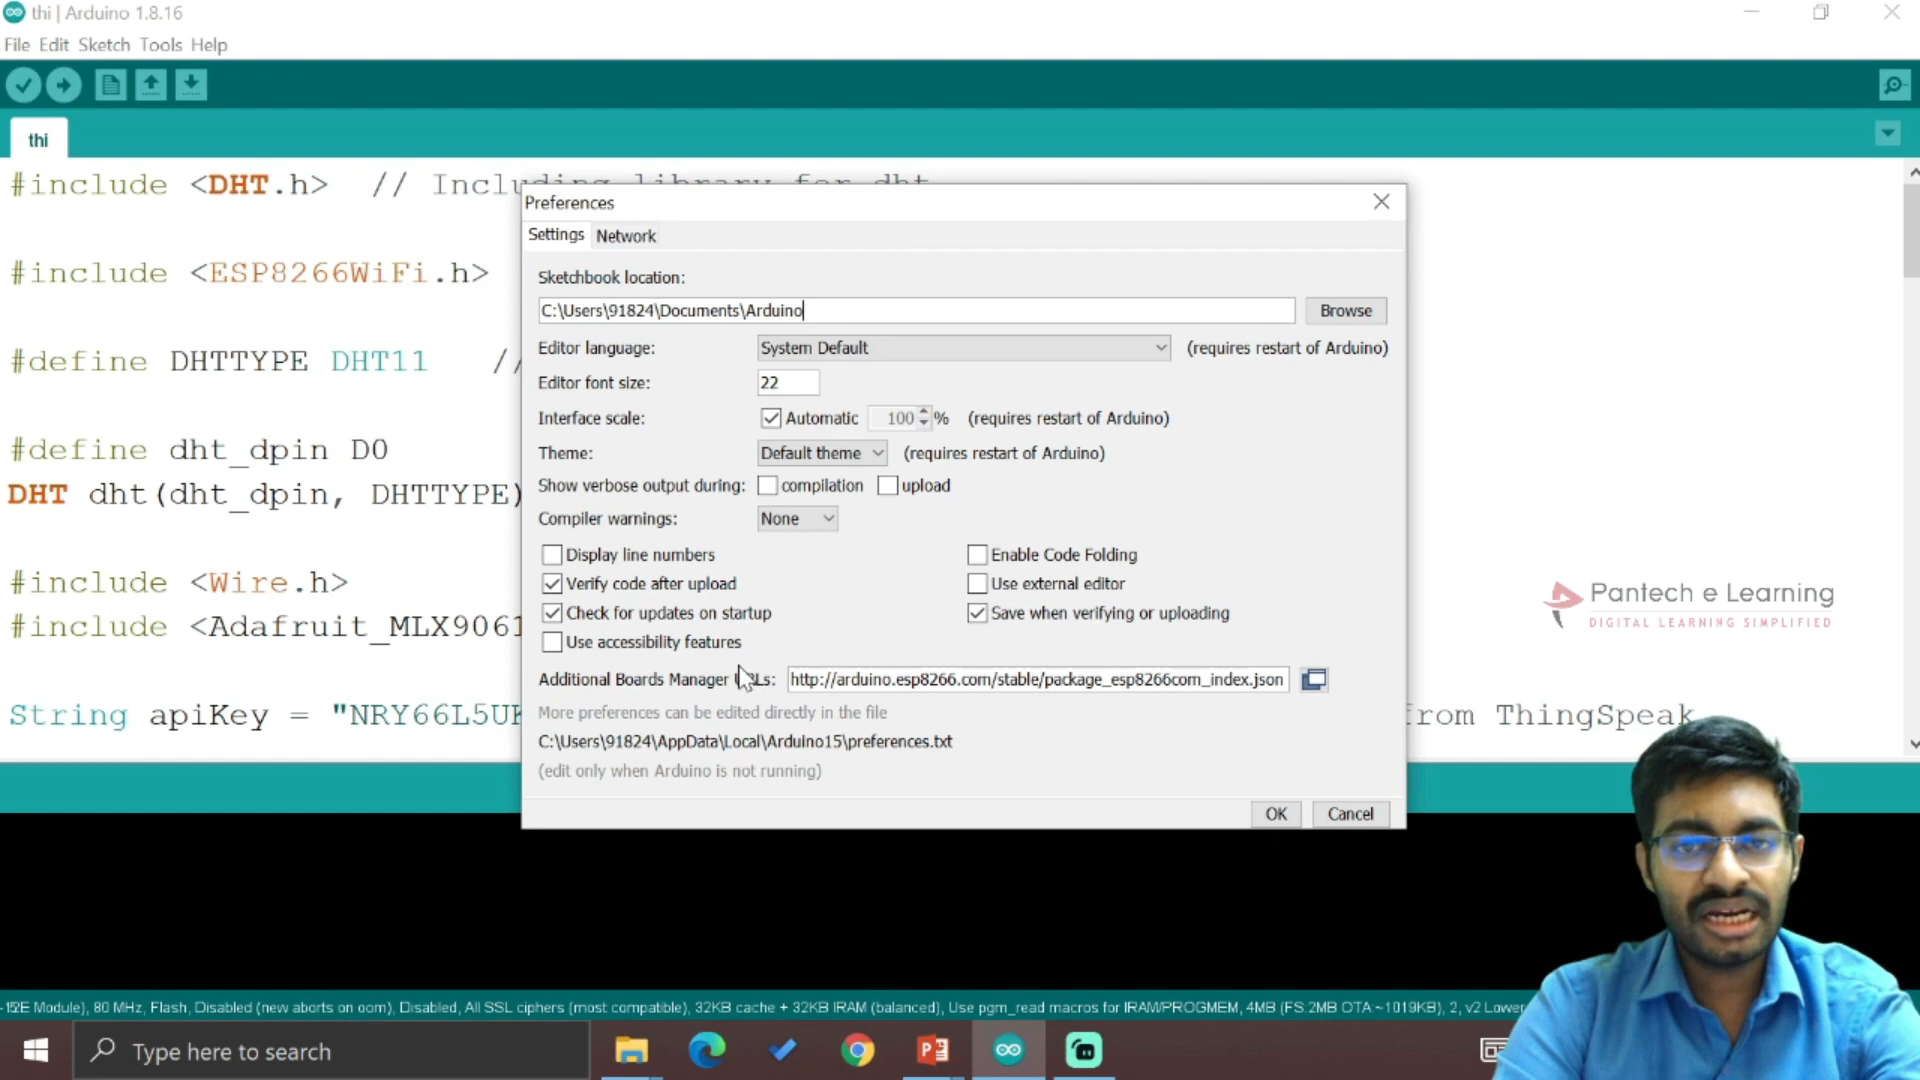 thi | Arduino 1.8.16
File Edit Sketch Tools Help
thi
#include <DHT.h> // Including library for dht
#include <ESP8266WiFi.h>
#define DHTTYPE DHT11 //
#define dht_dpin D0
DHT dht(dht_dpin, DHTTYPE)
#include <Wire.h>
#include <Adafruit_MLX9061
String apiKey = "NRY66L5UK
from ThingSpeak
Preferences
Settings Network
Sketchbook location:
C:\Users\91824\Documents\Arduino Browse
Editor language: System Default (requires restart of Arduino)
Editor font size: 22
Interface scale: Automatic 100 % (requires restart of Arduino)
Theme: Default theme (requires restart of Arduino)
Show verbose output during: compilation upload
Compiler warnings: None
Display line numbers Enable Code Folding
Verify code after upload Use external editor
Check for updates on startup Save when verifying or uploading
Use accessibility features
Additional Boards Manager URLs: http://arduino.esp8266.com/stable/package_esp8266com_index.json
More preferences can be edited directly in the file
C:\Users\91824\AppData\Local\Arduino15\preferences.txt
(edit only when Arduino is not running)
OK Cancel
Pantech e Learning
DIGITAL LEARNING SIMPLIFIED
-12E Module), 80 MHz, Flash, Disabled (new aborts on oom), Disabled, All SSL ciphers (most compatible), 32KB cache + 32KB IRAM (balanced), Use pgm_read macros for IRAM/PROGMEM, 4MB (FS:2MB OTA:~1019KB), 2, v2 Lower
Type here to search